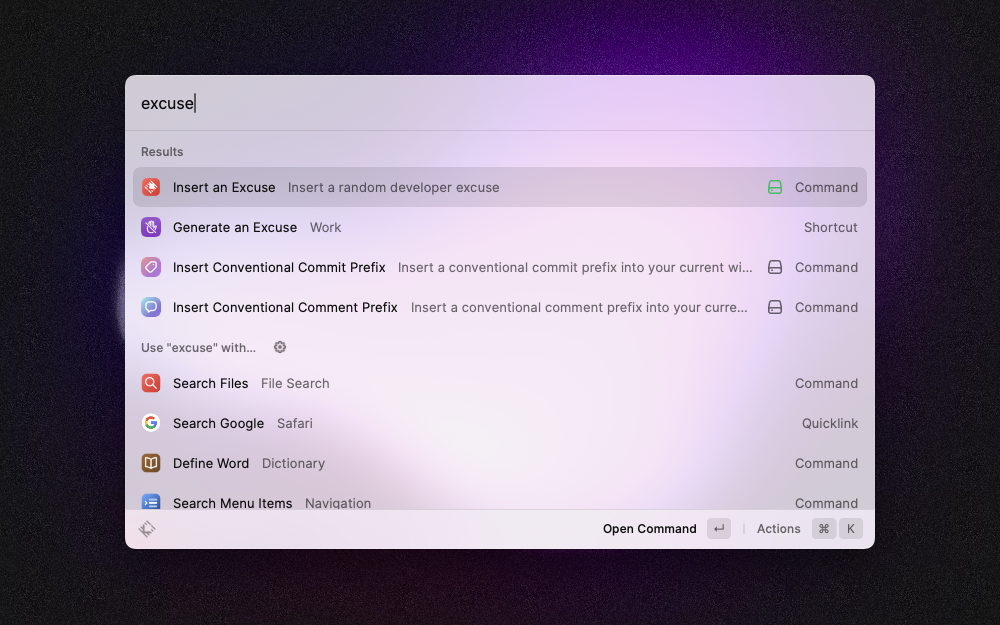 excuse
Results
Insert an Excuse Insert a random developer excuse Command
Generate an Excuse Work Shortcut
Insert Conventional Commit Prefix Insert a conventional commit prefix into your current wi... Command
Insert Conventional Comment Prefix Insert a conventional comment prefix into your curre... Command
Use "excuse" with...
Search Files File Search Command
Search Google Safari Quicklink
Define Word Dictionary Command
Search Menu Items Navigation Command
Open Command ↵ | Actions ⌘ K